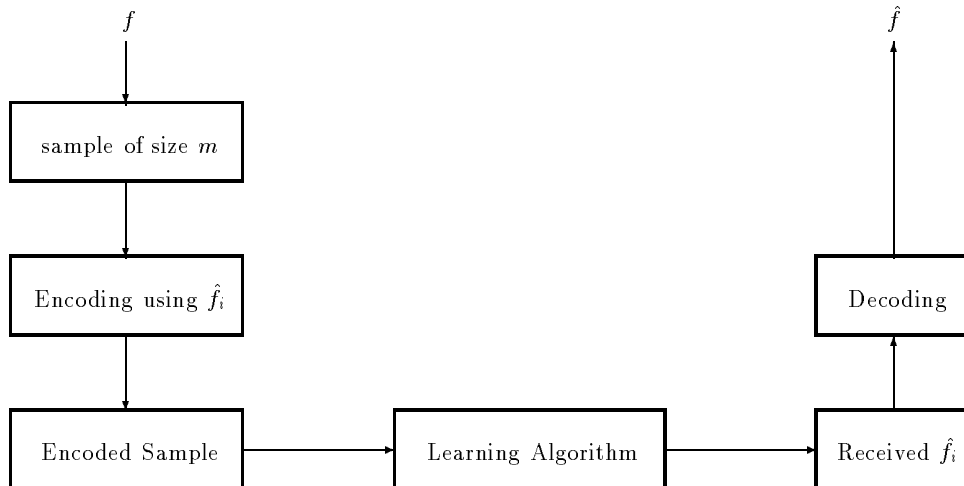 f
f̂
sample of size m
Encoding using f̂ᵢ
Decoding
Encoded Sample
Learning Algorithm
Received f̂ᵢ